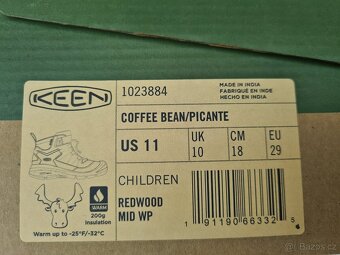 KEEN
1023884
MADE IN INDIA
FABRIQUÉ EN INDE
HECHO EN INDIA
COFFEE BEAN/PICANTE
US 11
UK
10
CM
18
EU
29
CHILDREN
REDWOOD
MID WP
WARM
200g
insulation
Warm up to -25°F/-32°C
1 91190 66332 5